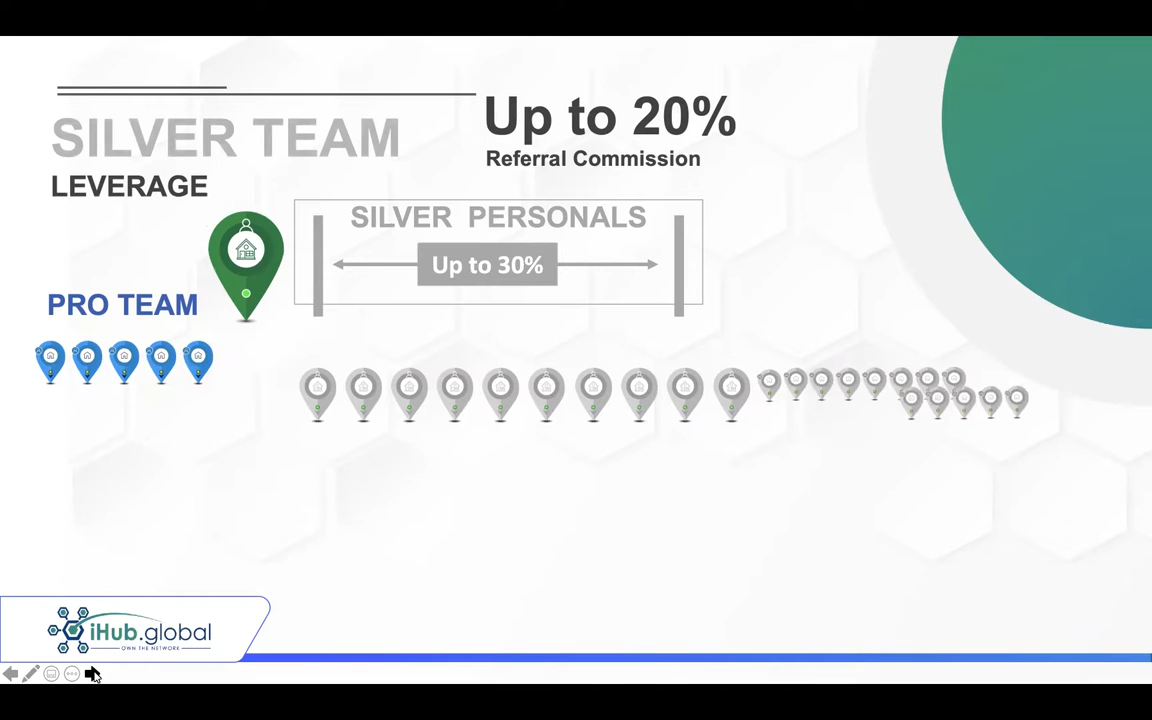 Up to 20%
SILVER TEAM
Referral Commission
LEVERAGE
SILVER PERSONALS
Up to 30%
PRO TEAM
iHub.global
OWN THE NETWORK